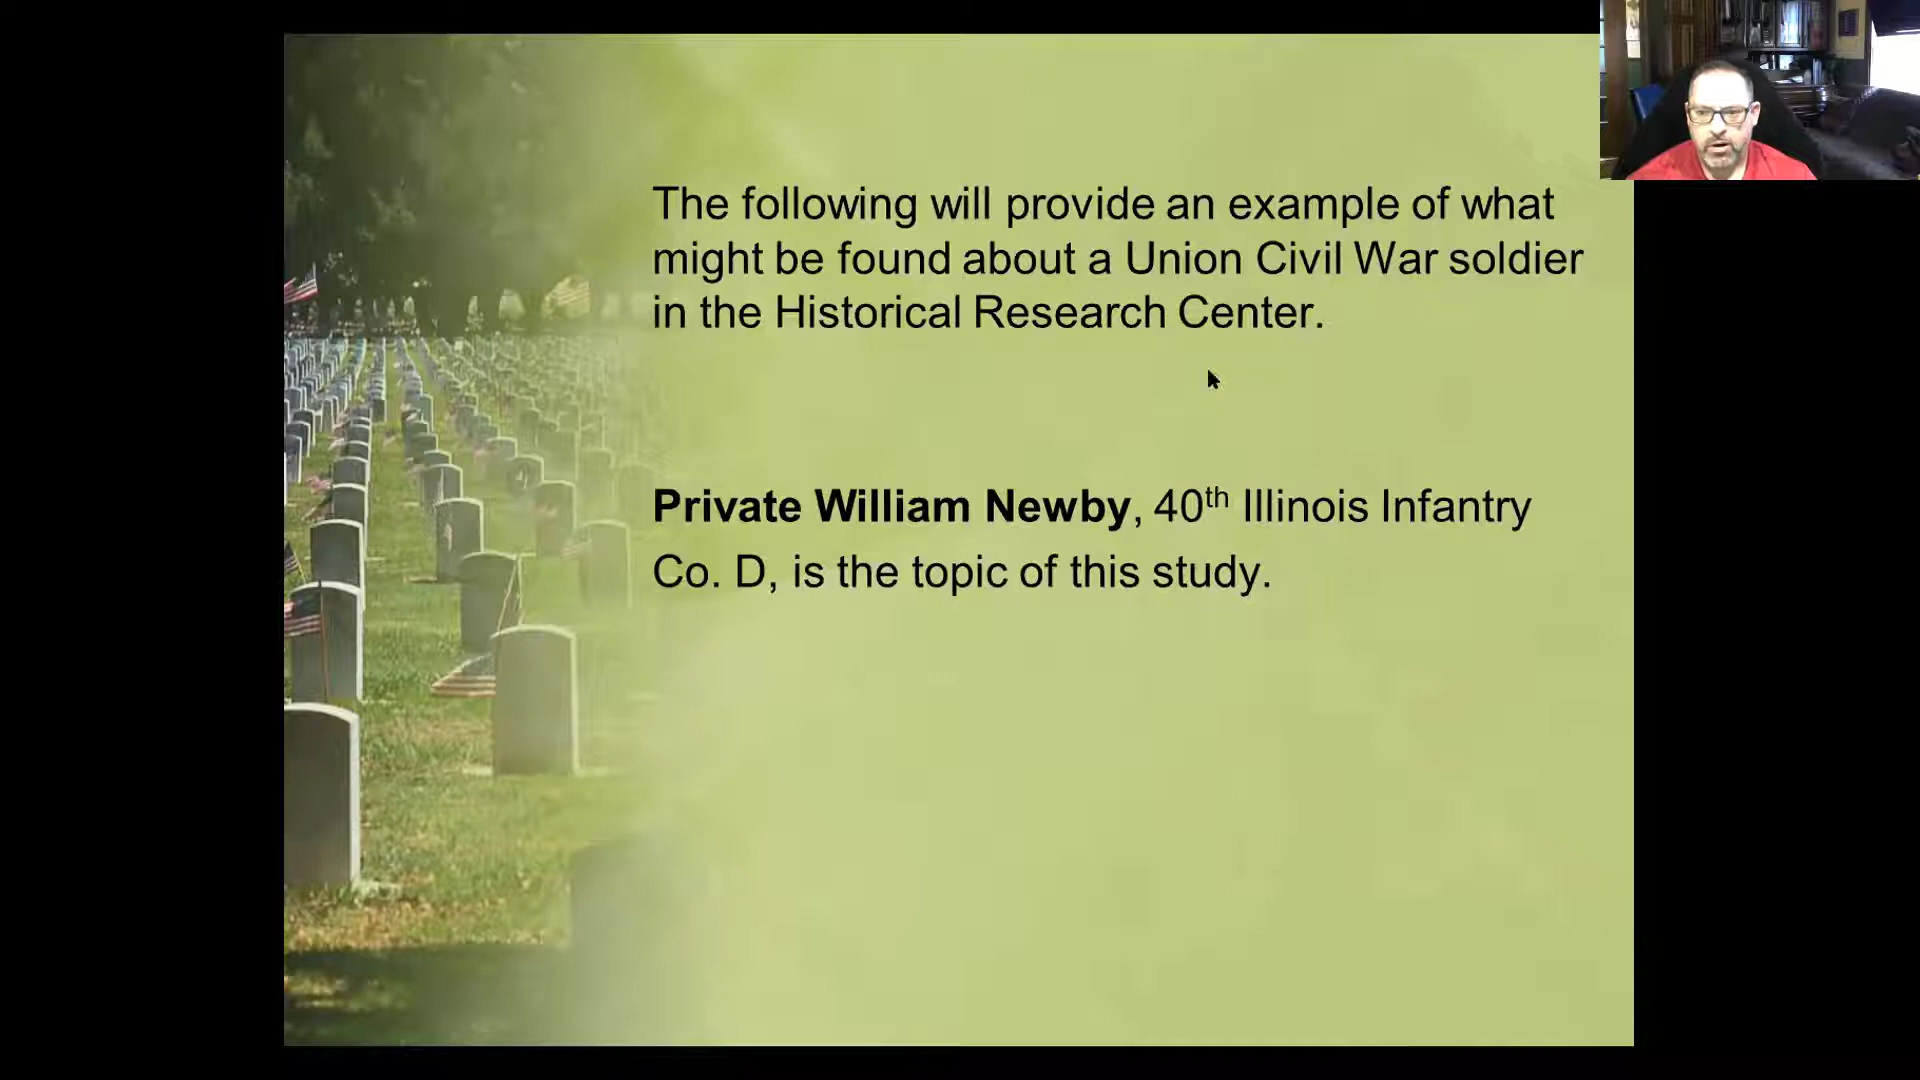 The following will provide an example of what
might be found about a Union Civil War soldier
in the Historical Research Center.
Private William Newby, 40th Illinois Infantry
Co. D, is the topic of this study.